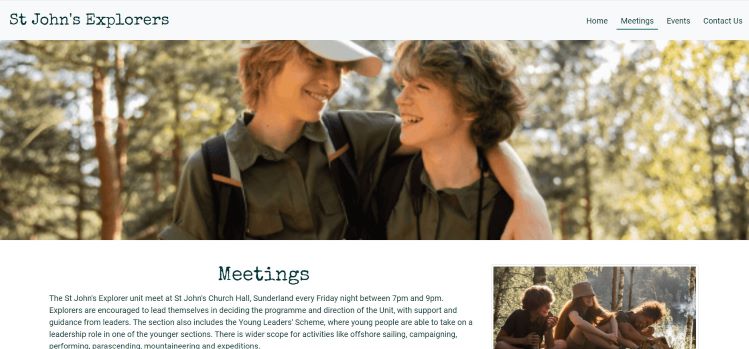 St John's Explorers
Home Meetings Events Contact Us
Meetings
The St John's Explorer unit meet at St John's Church Hall, Sunderland every Friday night between 7pm and 9pm.
Explorers are encouraged to lead themselves in deciding the programme and direction of the Unit, with support and
guidance from leaders. The section also includes the Young Leaders' Scheme, where young people are able to take on a
leadership role in one of the younger sections. There is wider scope for activities like offshore sailing, campaigning,
performing, parascending, mountaineering and expeditions.